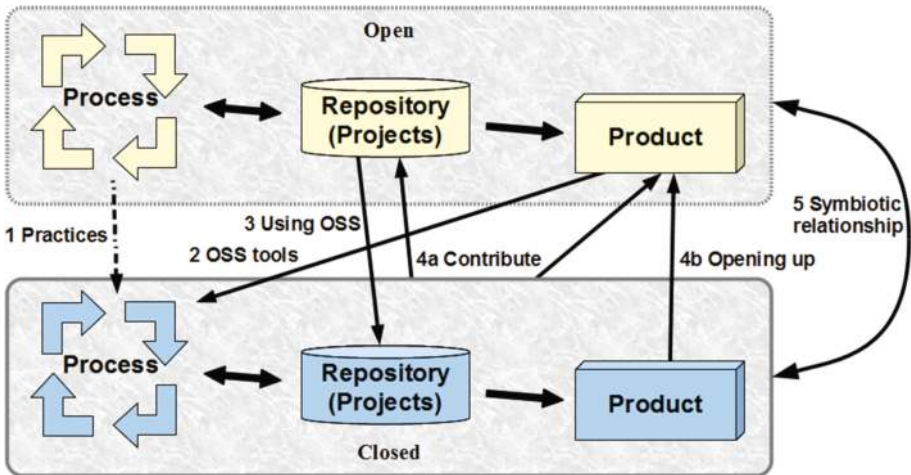 Open
Process
Repository
(Projects)
Product
1 Practices
2 OSS tools
3 Using OSS
4a Contribute
4b Opening up
5 Symbiotic
relationship
Process
Repository
(Projects)
Product
Closed